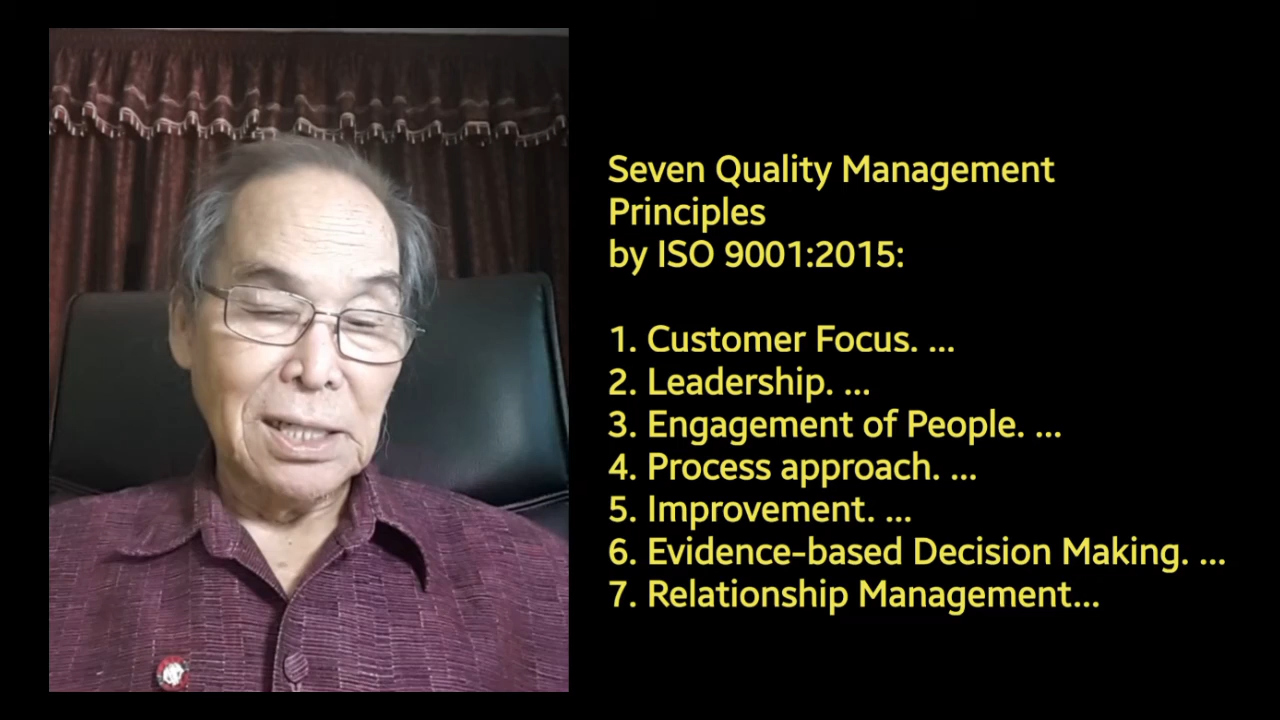 Seven Quality Management
Principles
by ISO 9001:2015:
1. Customer Focus. ...
2. Leadership. ...
3. Engagement of People. ...
4. Process approach. ...
5. Improvement. ...
6. Evidence-based Decision Making. ...
7. Relationship Management...